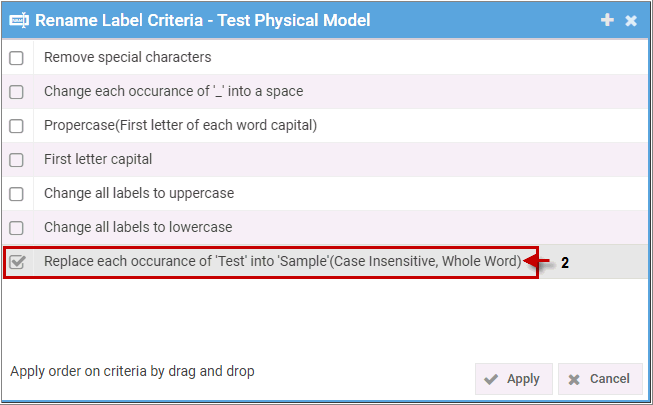 Rename Label Criteria - Test Physical Model
Remove special characters
Change each occurance of '_' into a space
Propercase(First letter of each word capital)
First letter capital
Change all labels to uppercase
Change all labels to lowercase
Replace each occurance of 'Test' into 'Sample'(Case Insensitive, Whole Word)
2
Apply order on criteria by drag and drop
Apply
Cancel